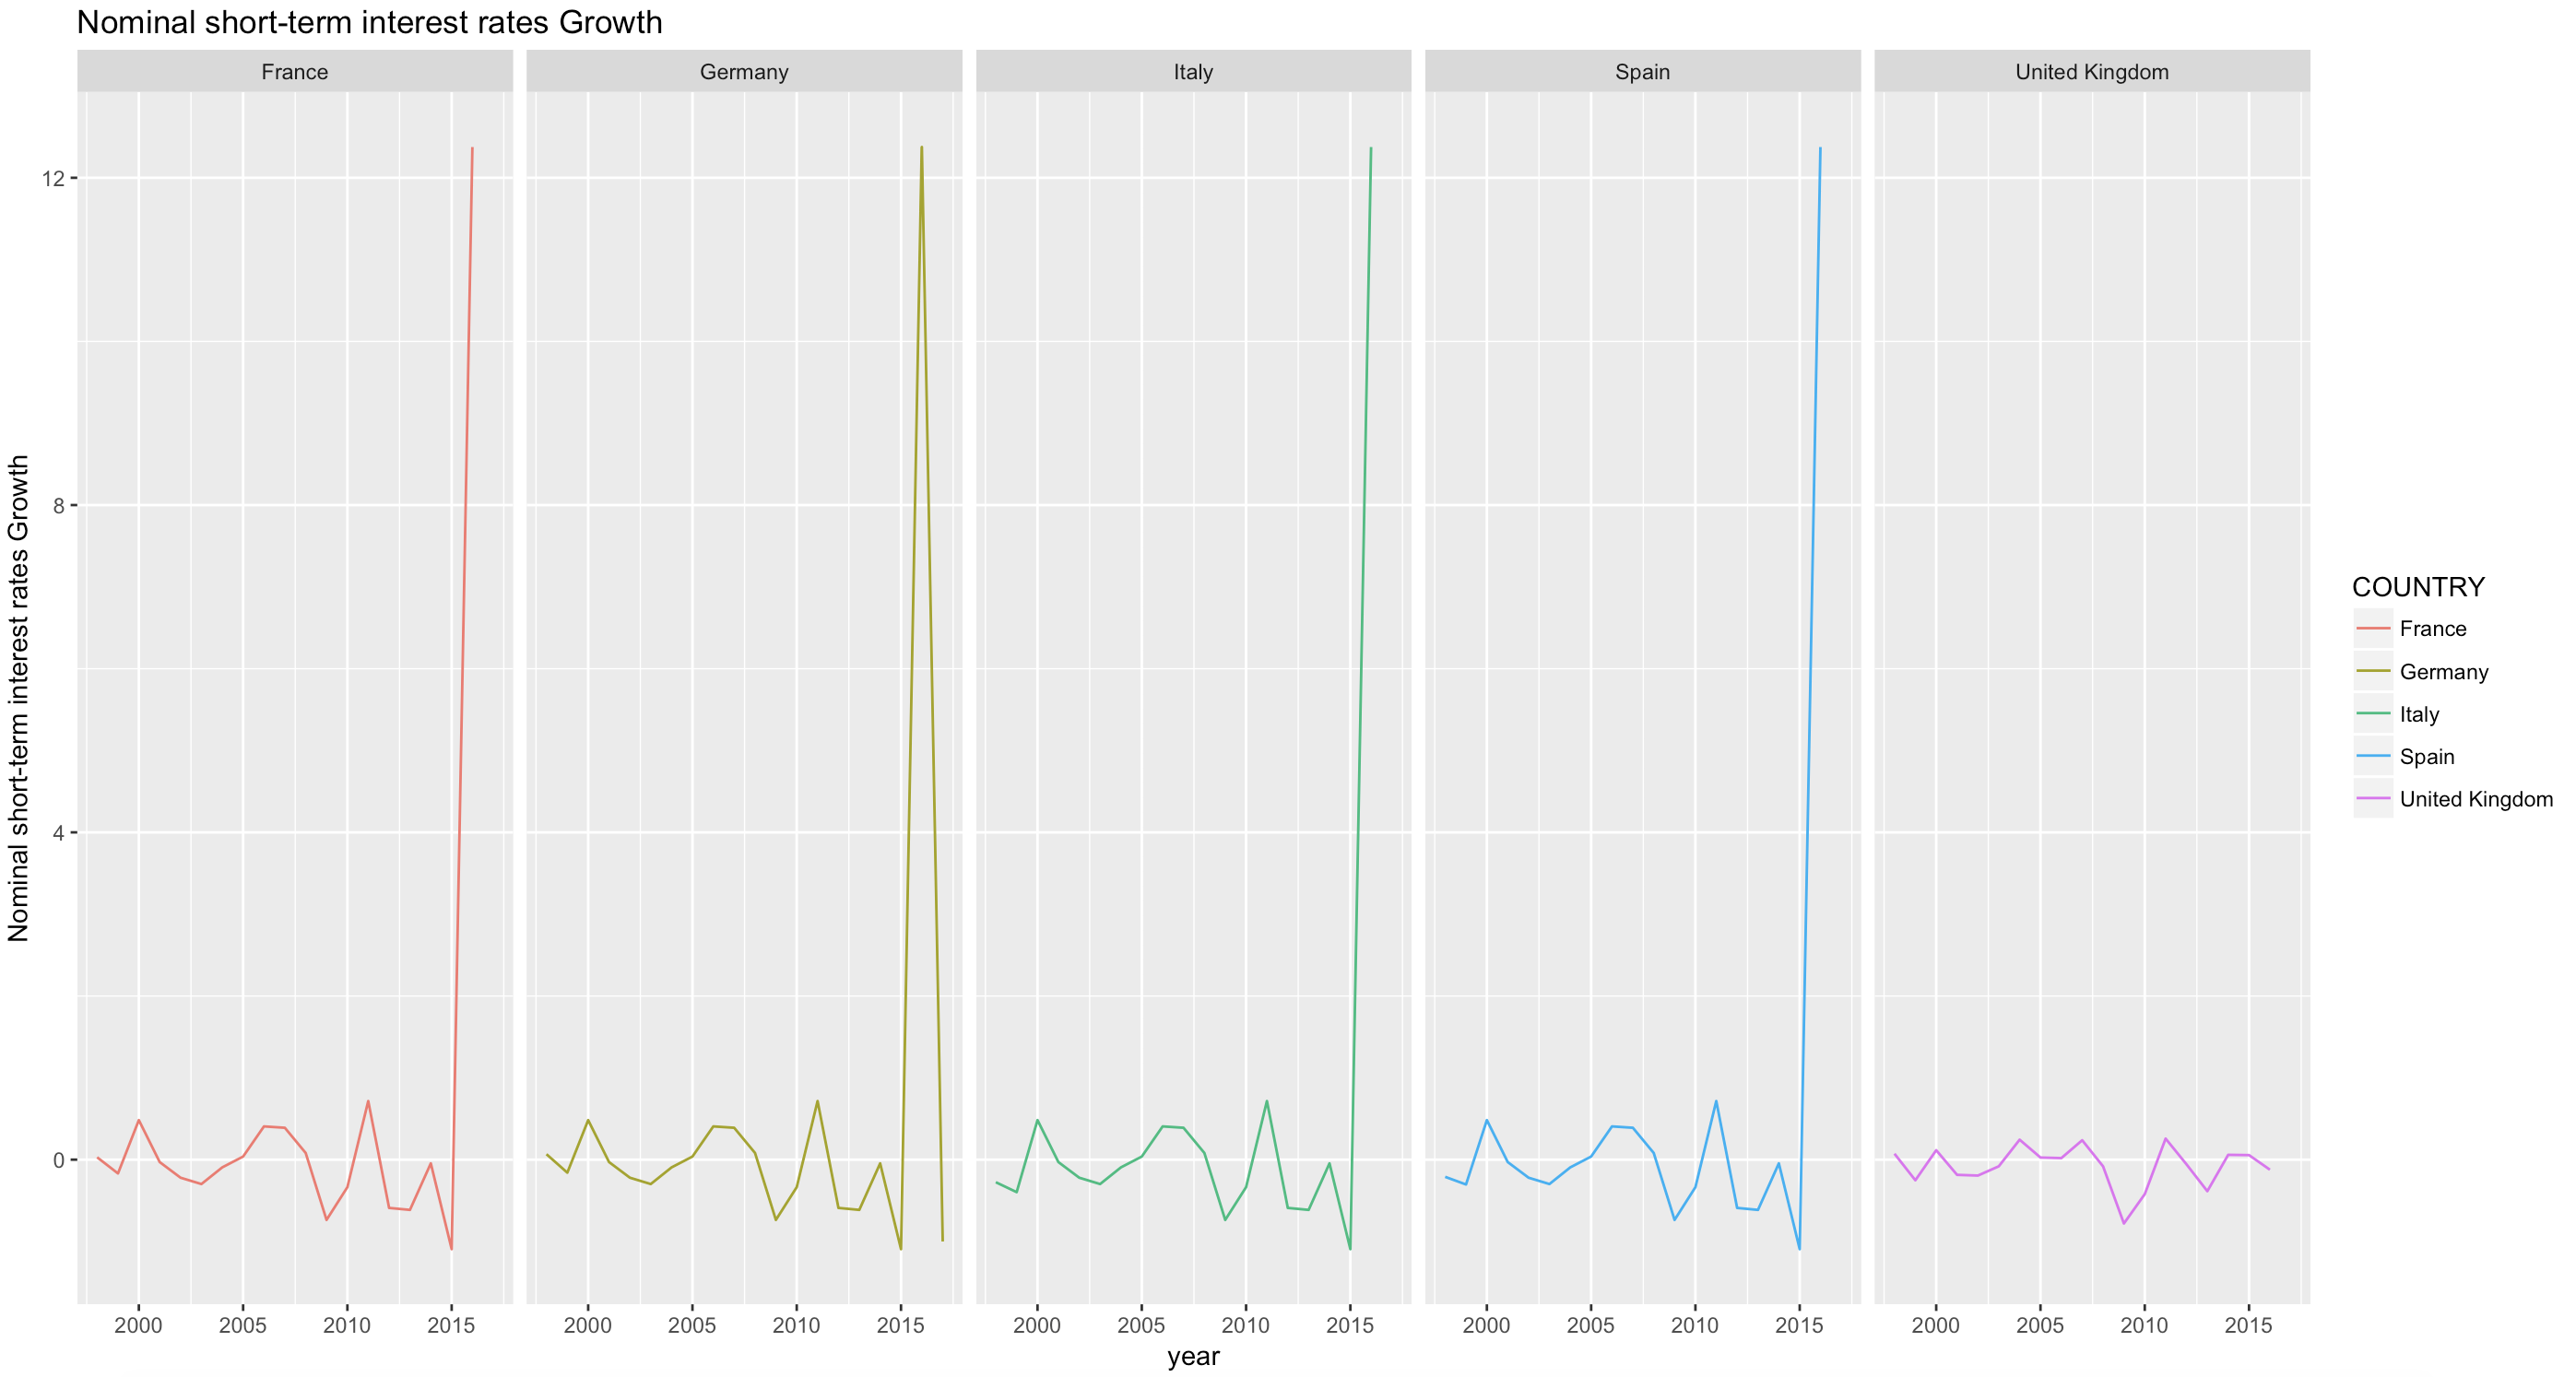 Nominal short-term interest rates Growth
France Germany Italy Spain United Kingdom
Nominal short-term interest rates Growth
12
8
4
0
2000 2005 2010 2015 2000 2005 2010 2015 2000 2005 2010 2015 2000 2005 2010 2015 2000 2005 2010 2015
year
COUNTRY
France
Germany
Italy
Spain
United Kingdom